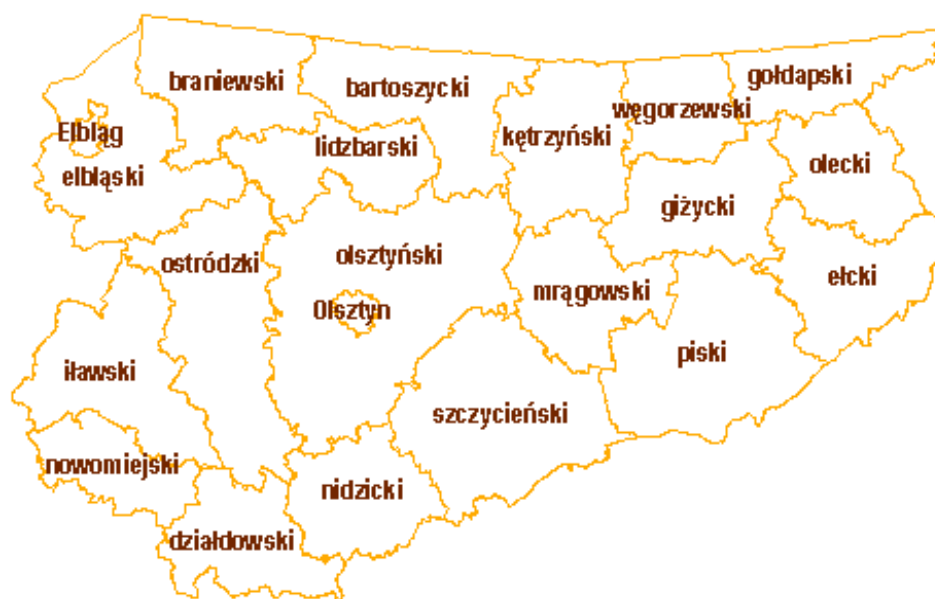 braniewski
bartoszycki
gołdapski
węgorzewski
Elbląg
kętrzyński
lidzbarski
elbląski
olecki
giżycki
ostródzki
olsztyński
ełcki
mrągowski
Olsztyn
piski
iławski
szczycieński
nowomiejski
nidzicki
działdowski